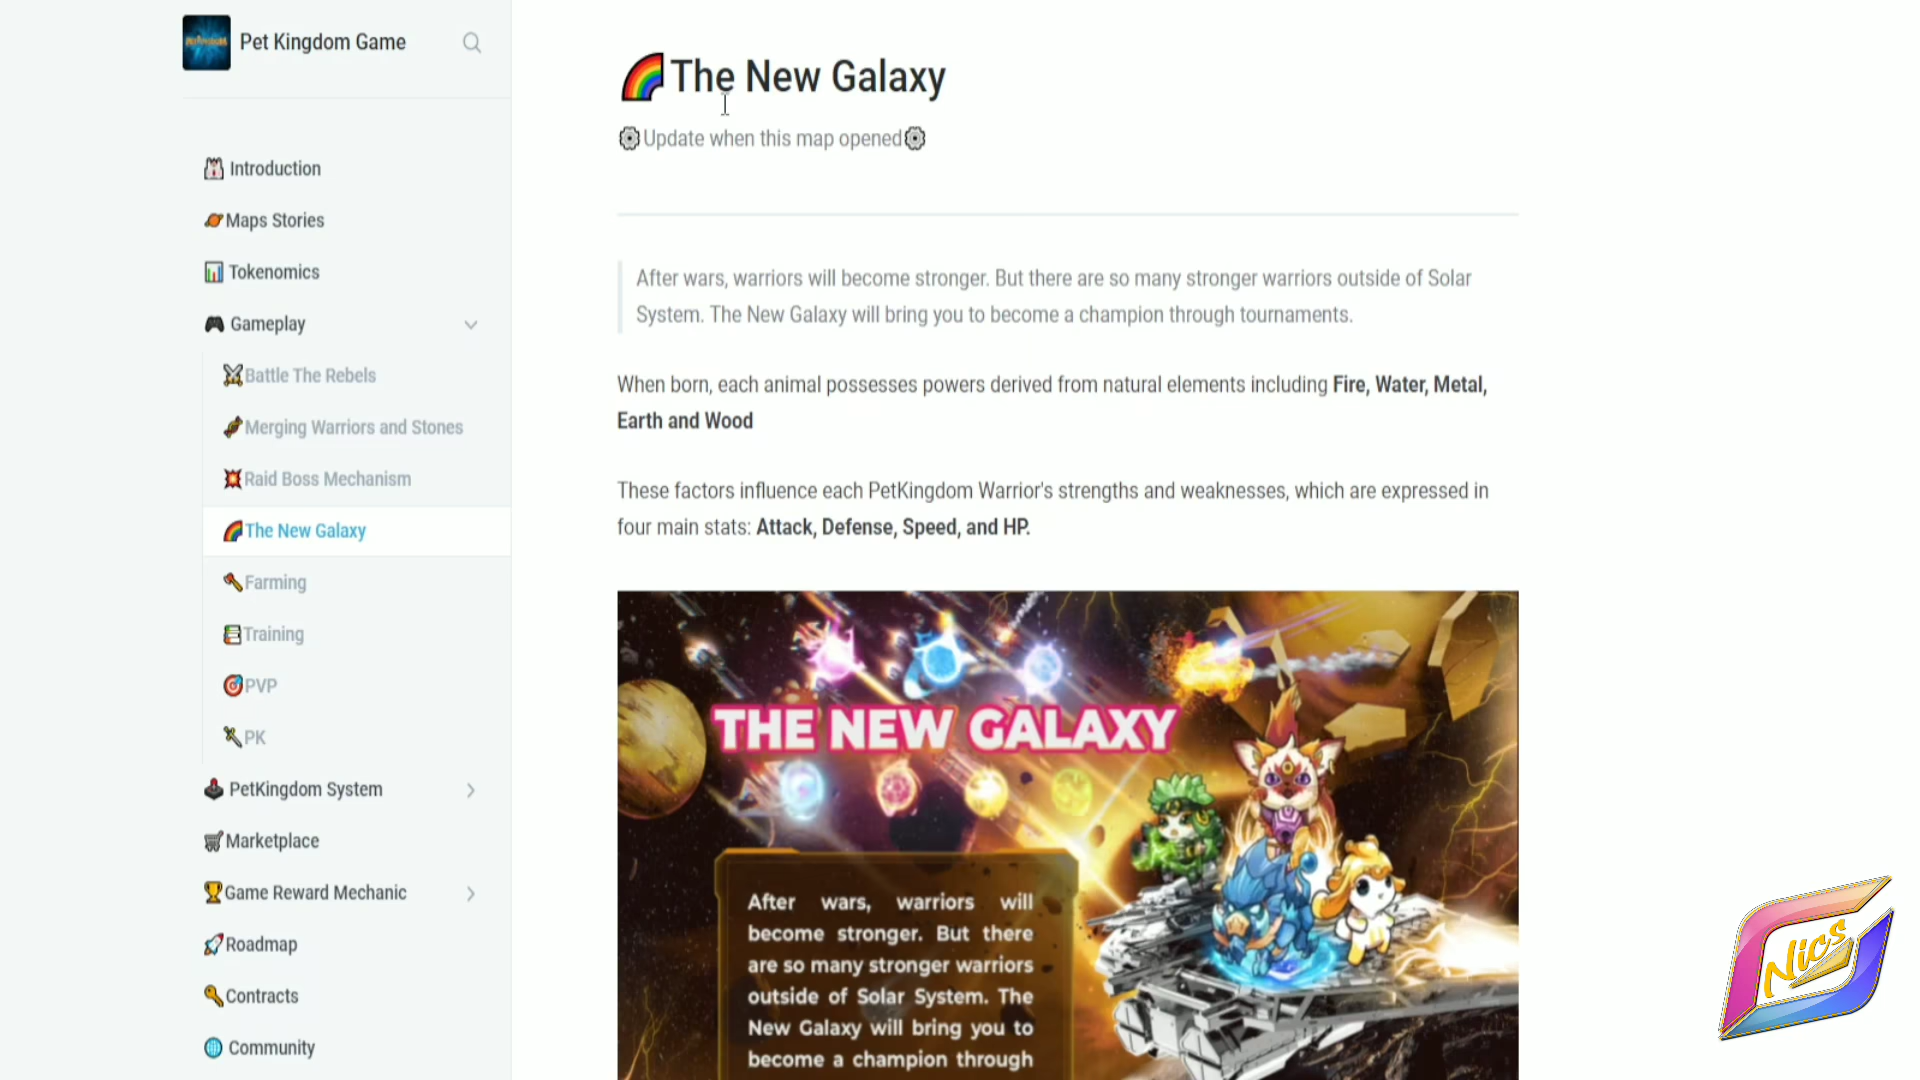 Pet Kingdom Game
Introduction
Maps Stories
Tokenomics
Gameplay
Battle The Rebels
Merging Warriors and Stones
Raid Boss Mechanism
The New Galaxy
Farming
Training
PVP
PK
PetKingdom System
Marketplace
Game Reward Mechanic
Roadmap
Contracts
Community
The New Galaxy
Update when this map opened
After wars, warriors will become stronger. But there are so many stronger warriors outside of Solar
System. The New Galaxy will bring you to become a champion through tournaments.
When born, each animal possesses powers derived from natural elements including Fire, Water, Metal,
Earth and Wood
These factors influence each PetKingdom Warrior's strengths and weaknesses, which are expressed in
four main stats: Attack, Defense, Speed, and HP.
THE NEW GALAXY
After wars, warriors will
become stronger. But there
are so many stronger warriors
outside of Solar System. The
New Galaxy will bring you to
become a champion through
Nics